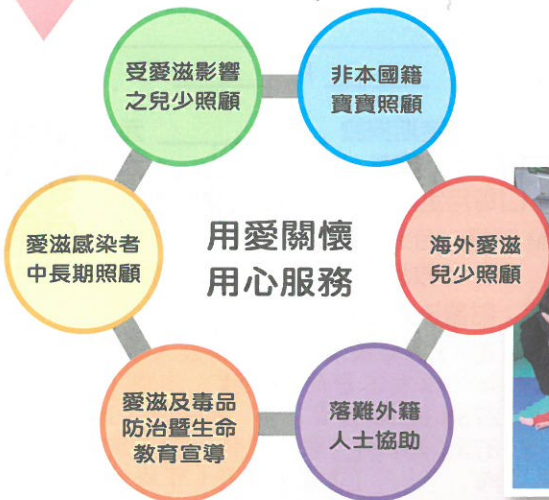 受愛滋影響
之兒少照顧
非本國籍
寶寶照顧
愛滋感染者
中長期照顧
用愛關懷
用心服務
海外愛滋
兒少照顧
愛滋及毒品
防治暨生命
教育宣導
落難外籍
人士協助